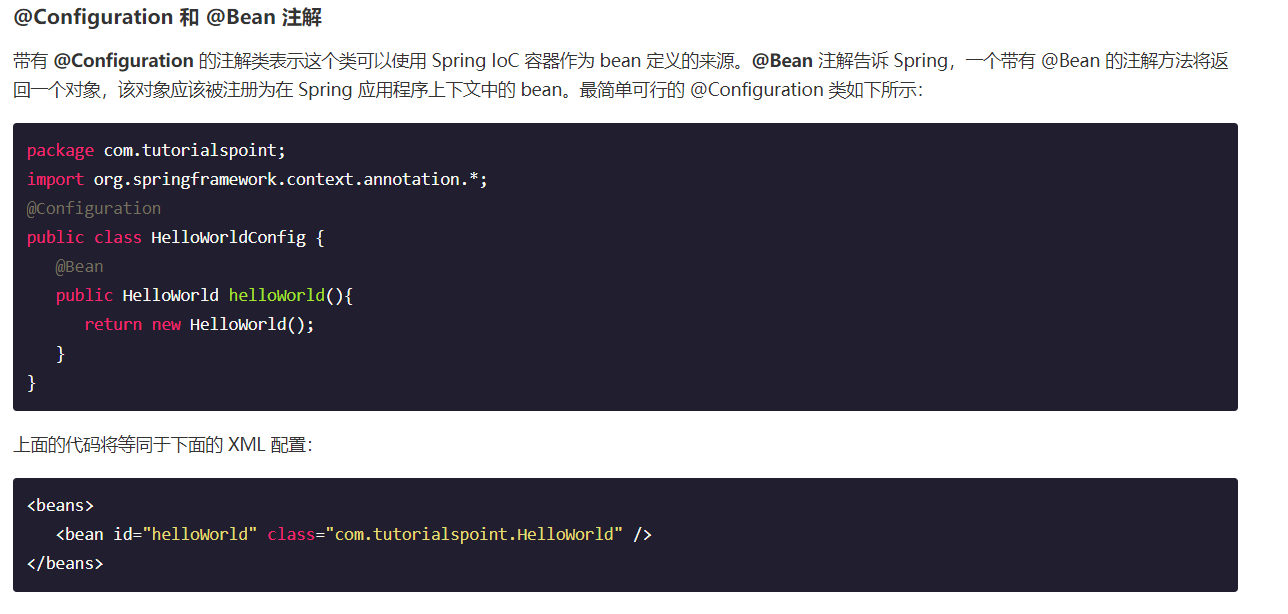 @Configuration 和 @Bean 注解
带有 @Configuration 的注解类表示这个类可以使用 Spring IoC 容器作为 bean 定义的来源。@Bean 注解告诉 Spring，一个带有 @Bean 的注解方法将返
回一个对象，该对象应该被注册为在 Spring 应用程序上下文中的 bean。最简单可行的 @Configuration 类如下所示：
package com.tutorialspoint;
import org.springframework.context.annotation.*;
@Configuration
public class HelloWorldConfig {
   @Bean
   public HelloWorld helloWorld(){
      return new HelloWorld();
   }
}
上面的代码将等同于下面的 XML 配置：
<beans>
   <bean id="helloWorld" class="com.tutorialspoint.HelloWorld" />
</beans>